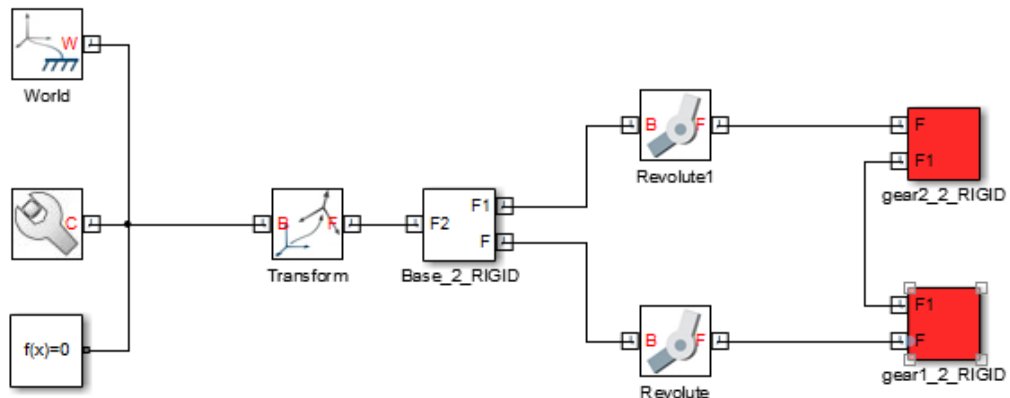 W
World
C
f(x)=0
B
F
Transform
F2
F1
F
Base_2_RIGID
B
F
Revolute1
B
F
Revolute
F
F1
gear2_2_RIGID
F1
F
gear1_2_RIGID